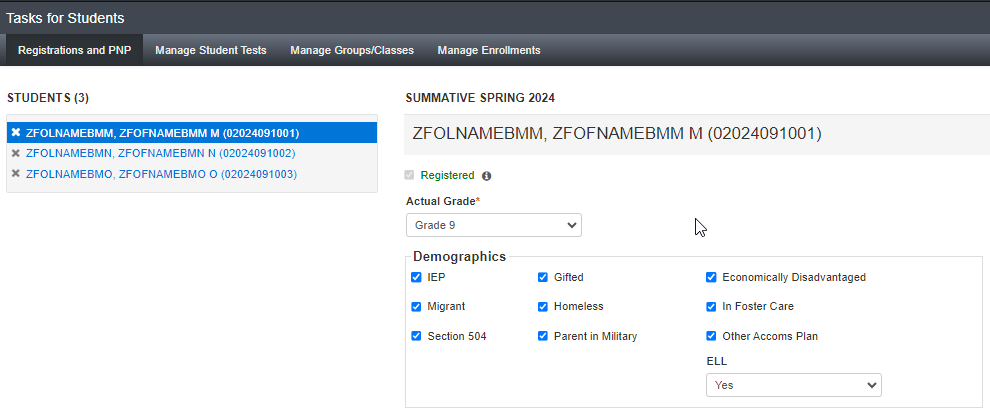 Tasks for Students
Registrations and PNP Manage Student Tests Manage Groups/Classes Manage Enrollments
STUDENTS (3)
ZFOLNAMEBMM, ZFOFNAMEBMM M (02024091001)
ZFOLNAMEBMN, ZFOFNAMEBMN N (02024091002)
ZFOLNAMEBMO, ZFOFNAMEBMO O (02024091003)
SUMMATIVE SPRING 2024
ZFOLNAMEBMM, ZFOFNAMEBMM M (02024091001)
Registered
Actual Grade*
Grade 9
Demographics
IEP Gifted Economically Disadvantaged
Migrant Homeless In Foster Care
Section 504 Parent in Military Other Accoms Plan
ELL
Yes